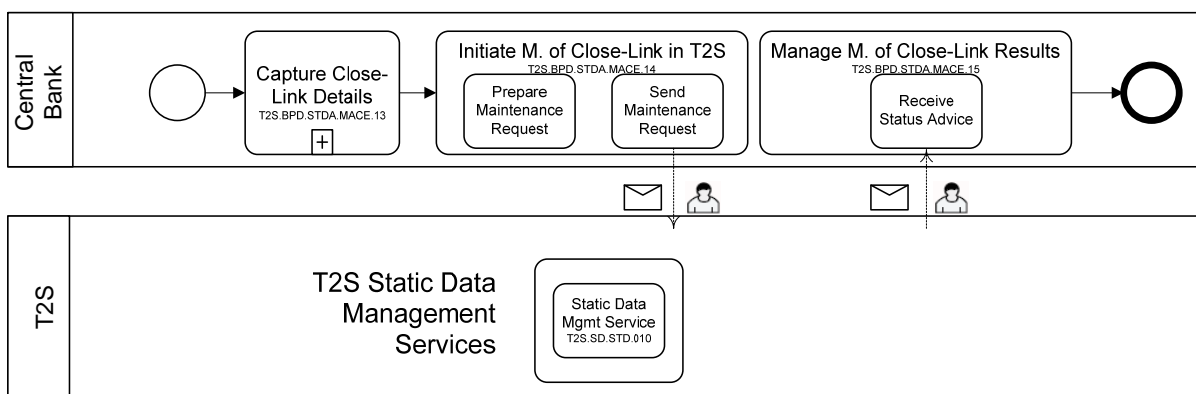 Central
Bank
Capture Close-
Link Details
T2S.BPD.STDA.MACE.13
+
Initiate M. of Close-Link in T2S
T2S.BPD.STDA.MACE.14
Prepare
Maintenance
Request
Send
Maintenance
Request
Manage M. of Close-Link Results
T2S.BPD.STDA.MACE.15
Receive
Status Advice
T2S
T2S Static Data
Management
Services
Static Data
Mgmt Service
T2S.SD.STD.010